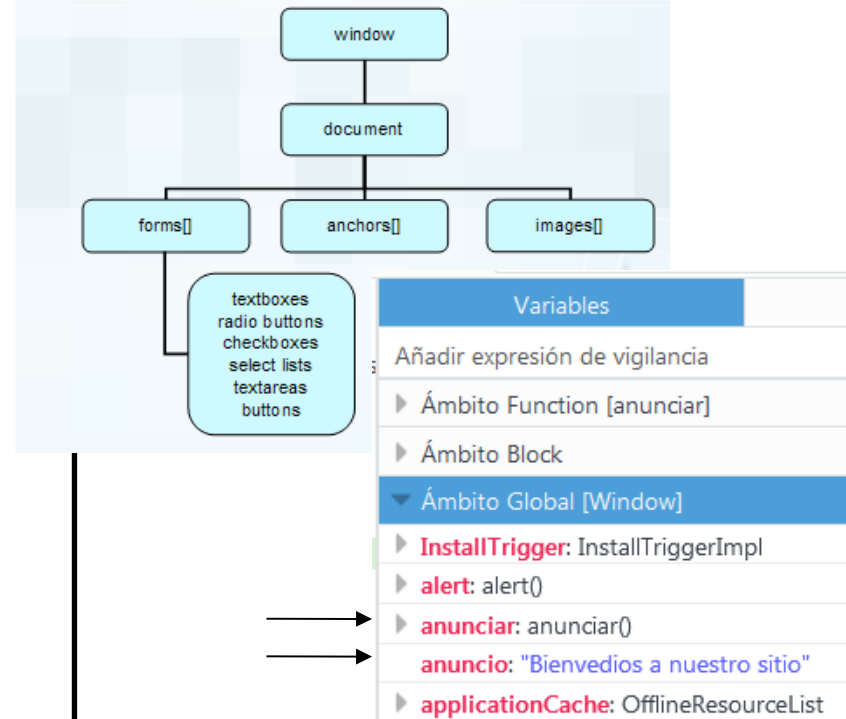 window
document
forms[]
anchors[]
images[]
textboxes
radio buttons
checkboxes
select lists
textareas
buttons
Variables
Añadir expresión de vigilancia
Ámbito Function [anunciar]
Ámbito Block
Ámbito Global [Window]
InstallTrigger: InstallTriggerImpl
alert: alert()
anunciar: anunciar()
anuncio: "Bienvedios a nuestro sitio"
applicationCache: OfflineResourceList